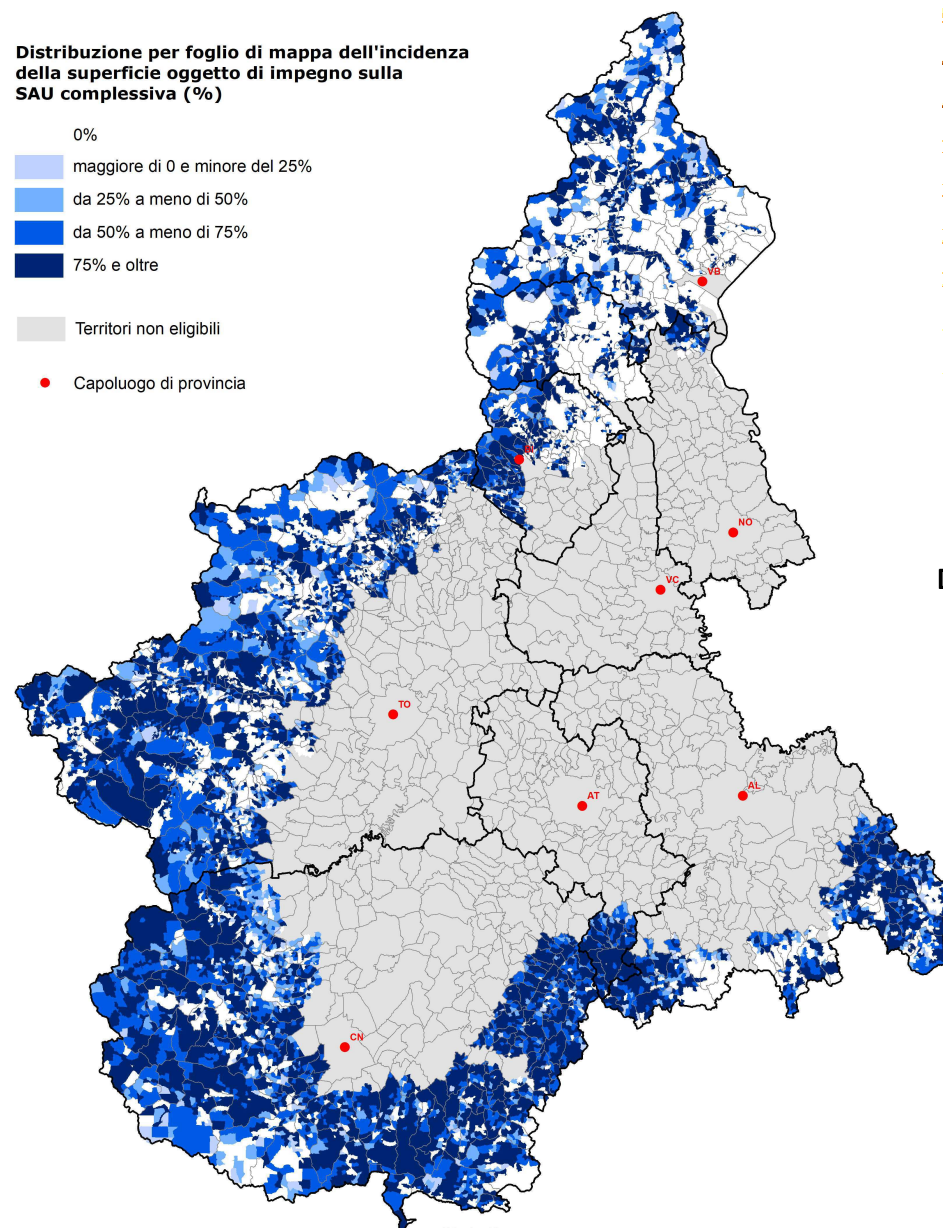 Distribuzione per foglio di mappa dell'incidenza
della superficie oggetto di impegno sulla
SAU complessiva (%)
0%
maggiore di 0 e minore del 25%
da 25% a meno di 50%
da 50% a meno di 75%
75% e oltre
Territori non eligibili
Capoluogo di provincia
VB
BI
NO
VC
TO
AT
AL
CN
D